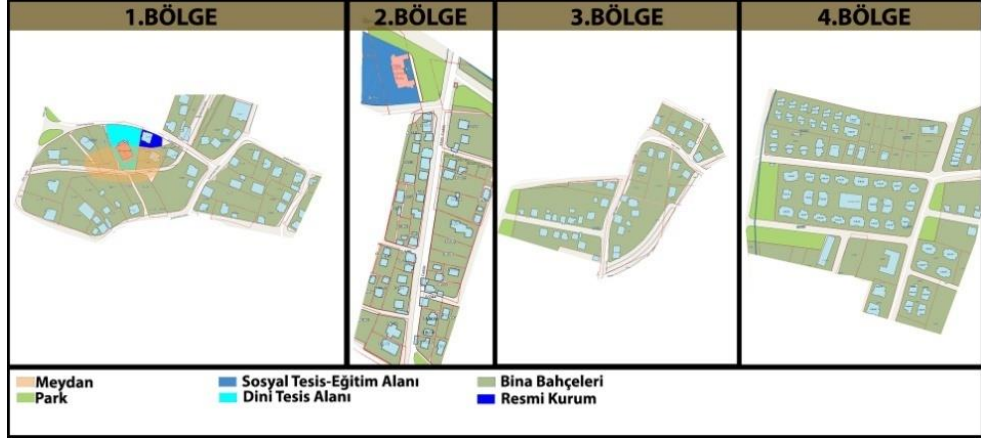 1.BÖLGE
2.BÖLGE
3.BÖLGE
4.BÖLGE
Meydan
Park
Sosyal Tesis-Eğitim Alanı
Dini Tesis Alanı
Bina Bahçeleri
Resmi Kurum